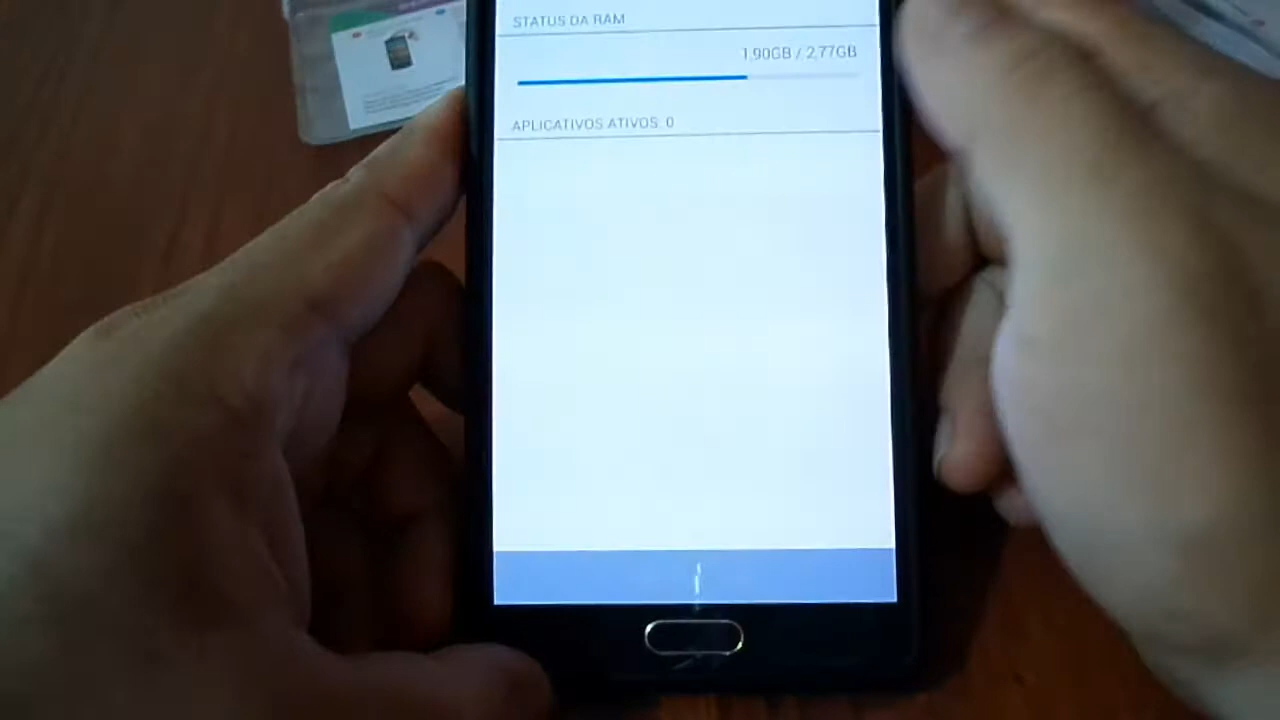 STATUS DA RAM
1,90GB / 2,77GB
APLICATIVOS ATIVOS: 0